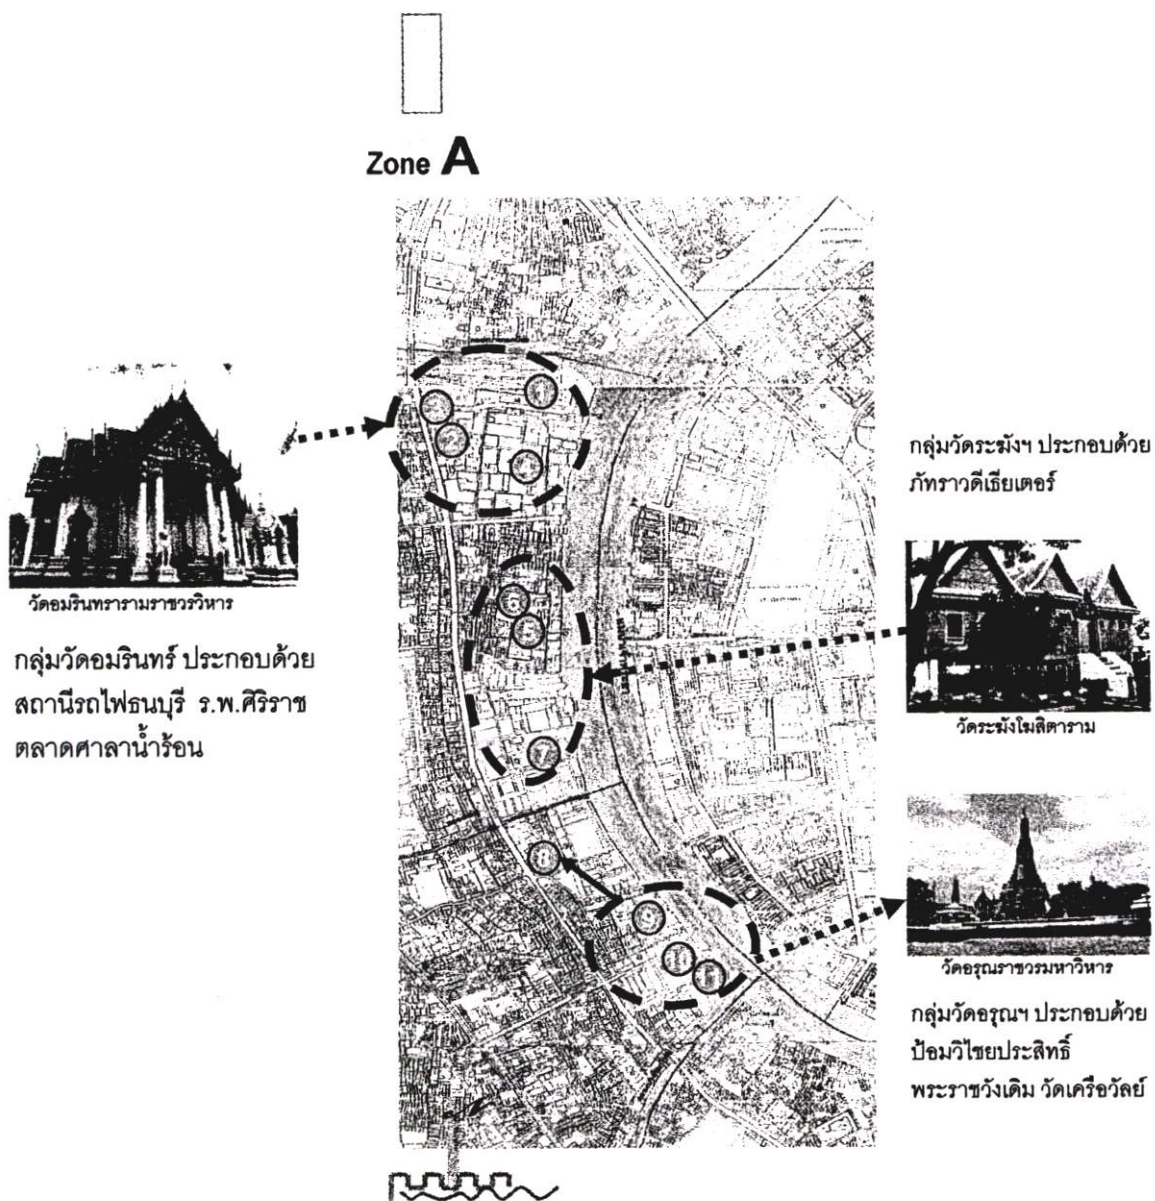 Zone A
วัดอมรินทรารามราชวรวิหาร
กลุ่มวัดอมรินทร์ ประกอบด้วย
สถานีรถไฟธนบุรี ร.พ.ศิริราช
ตลาดศาลาน้ำร้อน
กลุ่มวัดระฆังฯ ประกอบด้วย
ภัทราวดีเธียเตอร์
วัดระฆังโฆสิตาราม
วัดอรุณราชวรมหาวิหาร
กลุ่มวัดอรุณฯ ประกอบด้วย
ป้อมวิไชยประสิทธิ์
พระราชวังเดิม วัดเครือวัลย์